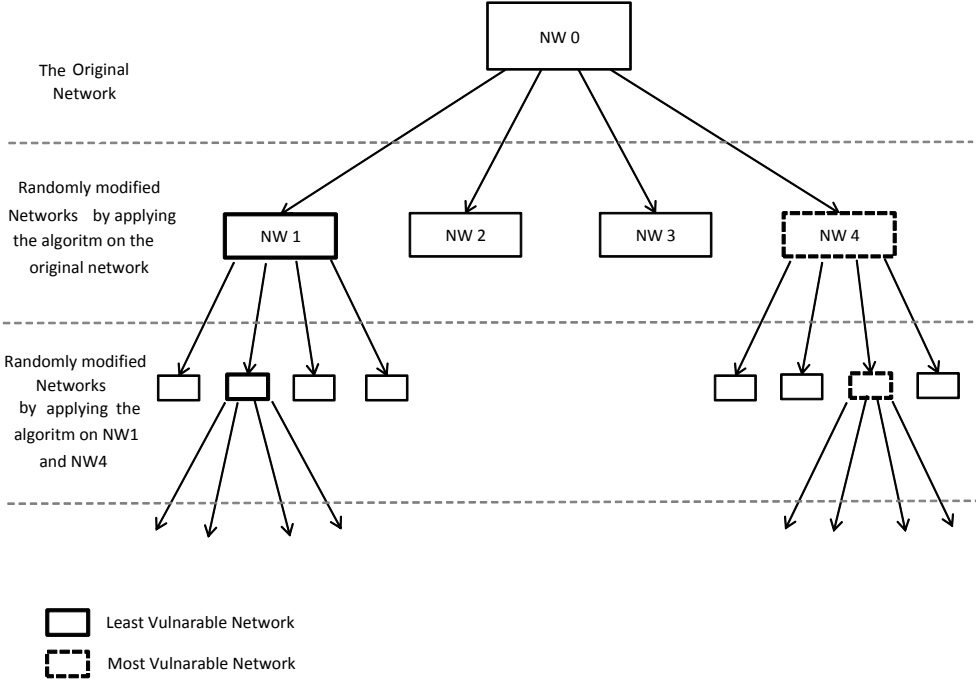 NW 0
The Original
Network
Randomly modified
Networks by applying
the algoritm on the
original network
NW 1
NW 2
NW 3
NW 4
Randomly modified
Networks
by applying the
algoritm on NW1
and NW4
Least Vulnarable Network
Most Vulnarable Network